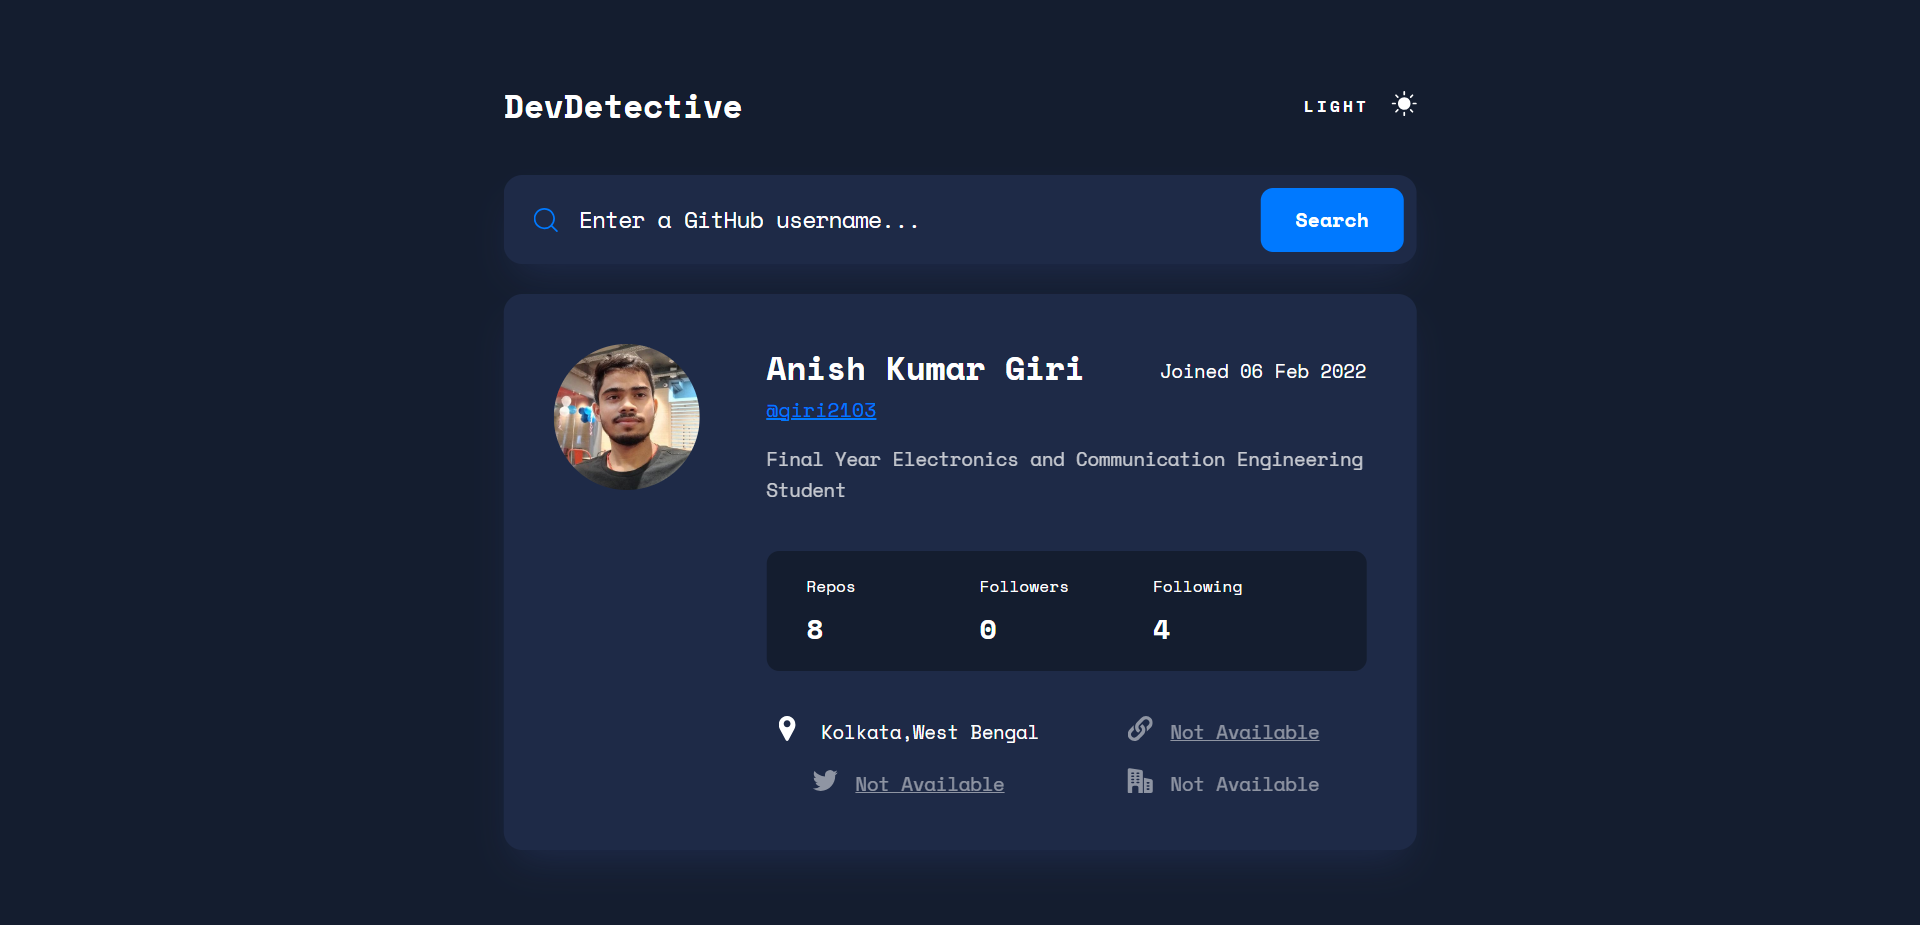 DevDetective
LIGHT
Enter a GitHub username...
Search
Anish Kumar Giri
Joined 06 Feb 2022
@giri2103
Final Year Electronics and Communication Engineering
Student
Repos
Followers
Following
8
0
4
Kolkata,West Bengal
Not Available
Not Available
Not Available